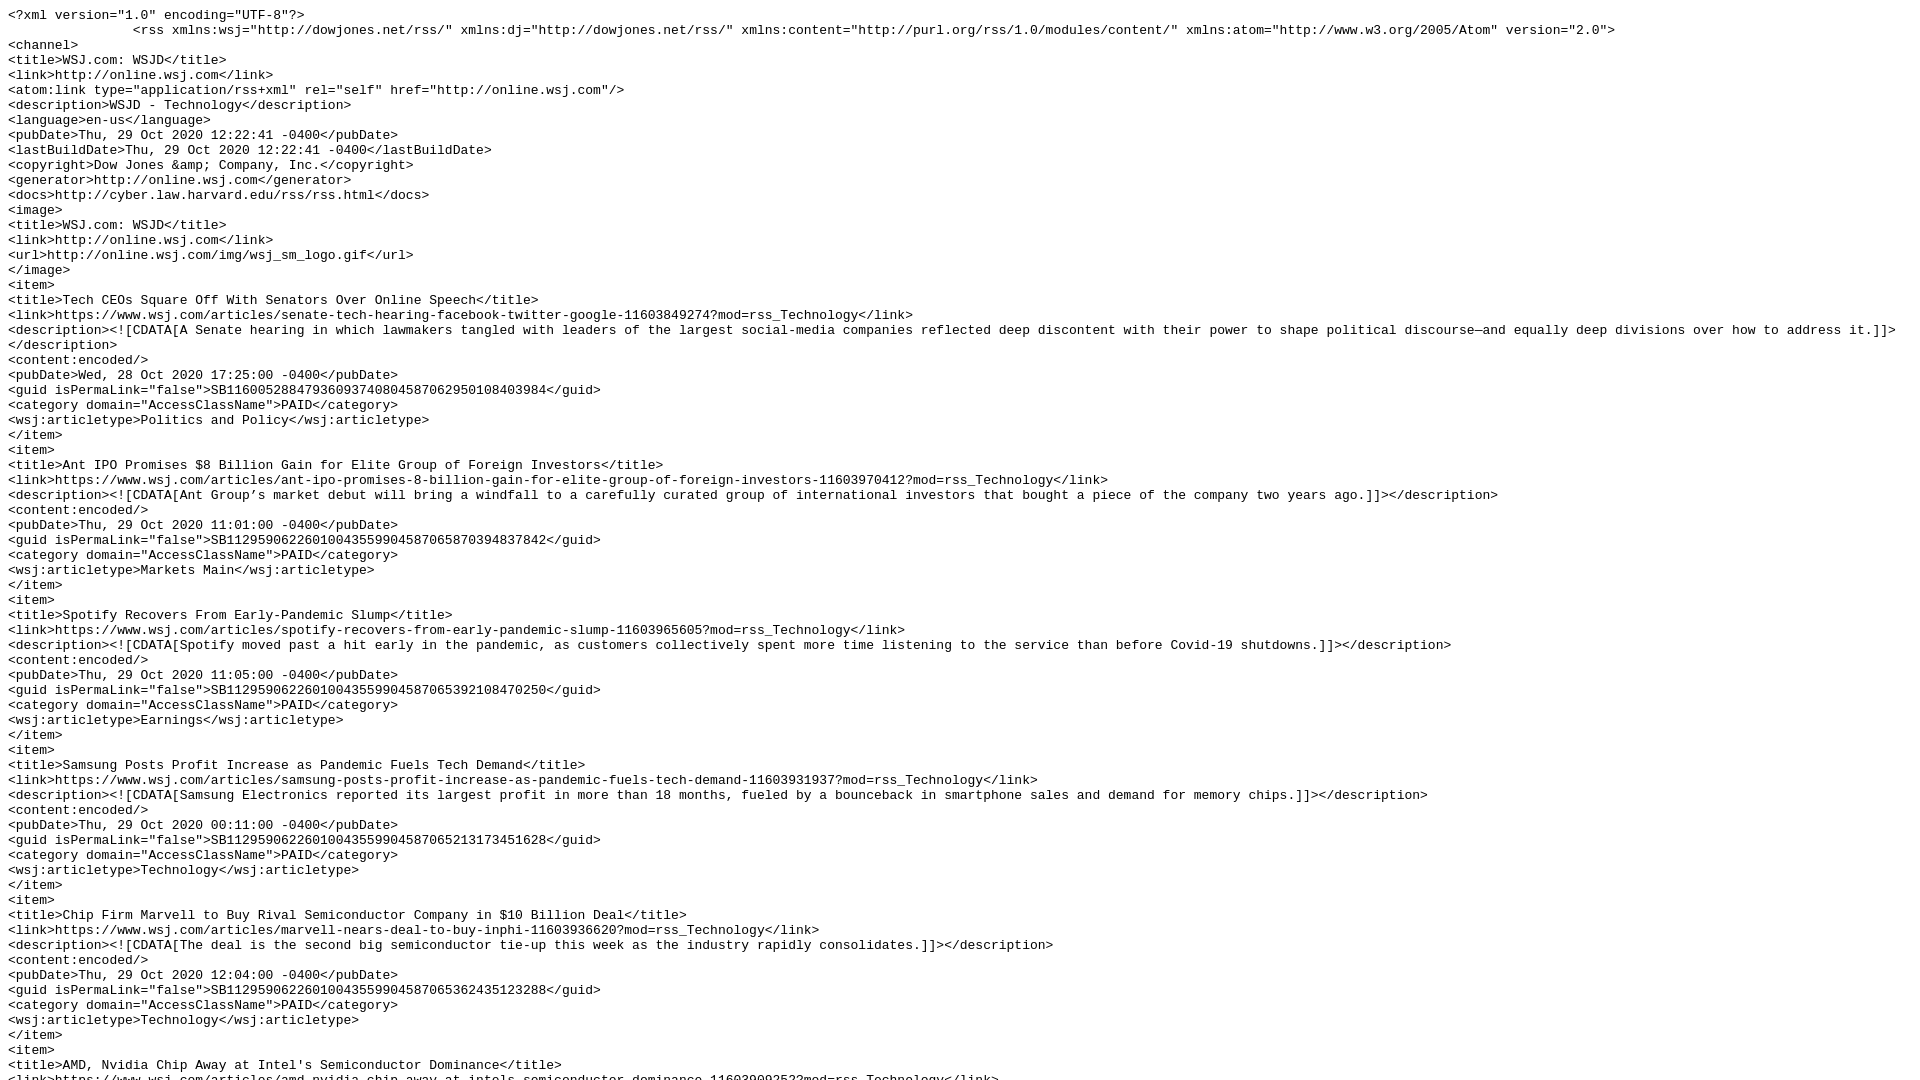 <?xml version="1.0" encoding="UTF-8"?>
<rss xmlns:wsj="http://dowjones.net/rss/" xmlns:dj="http://dowjones.net/rss/" xmlns:content="http://purl.org/rss/1.0/modules/content/" xmlns:atom="http://www.w3.org/2005/Atom" version="2.0">
<channel>
<title>WSJ.com: WSJD</title>
<link>http://online.wsj.com</link>
<atom:link type="application/rss+xml" rel="self" href="http://online.wsj.com"/>
<description>WSJD - Technology</description>
<language>en-us</language>
<pubDate>Thu, 29 Oct 2020 12:22:41 -0400</pubDate>
<lastBuildDate>Thu, 29 Oct 2020 12:22:41 -0400</lastBuildDate>
<copyright>Dow Jones &amp; Company, Inc.</copyright>
<generator>http://online.wsj.com</generator>
<docs>http://cyber.law.harvard.edu/rss/rss.html</docs>
<image>
<title>WSJ.com: WSJD</title>
<link>http://online.wsj.com</link>
<url>http://online.wsj.com/img/wsj_sm_logo.gif</url>
</image>
<item>
<title>Tech CEOs Square Off With Senators Over Online Speech</title>
<link>https://www.wsj.com/articles/senate-tech-hearing-facebook-twitter-google-11603849274?mod=rss_Technology</link>
<description><![CDATA[A Senate hearing in which lawmakers tangled with leaders of the largest social-media companies reflected deep discontent with their power to shape political discourse—and equally deep divisions over how to address it.]]>
</description>
<content:encoded/>
<pubDate>Wed, 28 Oct 2020 17:25:00 -0400</pubDate>
<guid isPermaLink="false">SB11600528847936093740804587062950108403984</guid>
<category domain="AccessClassName">PAID</category>
<wsj:articletype>Politics and Policy</wsj:articletype>
</item>
<item>
<title>Ant IPO Promises $8 Billion Gain for Elite Group of Foreign Investors</title>
<link>https://www.wsj.com/articles/ant-ipo-promises-8-billion-gain-for-elite-group-of-foreign-investors-11603970412?mod=rss_Technology</link>
<description><![CDATA[Ant Group’s market debut will bring a windfall to a carefully curated group of international investors that bought a piece of the company two years ago.]]></description>
<content:encoded/>
<pubDate>Thu, 29 Oct 2020 11:01:00 -0400</pubDate>
<guid isPermaLink="false">SB11295906226010043559904587065870394837842</guid>
<category domain="AccessClassName">PAID</category>
<wsj:articletype>Markets Main</wsj:articletype>
</item>
<item>
<title>Spotify Recovers From Early-Pandemic Slump</title>
<link>https://www.wsj.com/articles/spotify-recovers-from-early-pandemic-slump-11603965605?mod=rss_Technology</link>
<description><![CDATA[Spotify moved past a hit early in the pandemic, as customers collectively spent more time listening to the service than before Covid-19 shutdowns.]]></description>
<content:encoded/>
<pubDate>Thu, 29 Oct 2020 11:05:00 -0400</pubDate>
<guid isPermaLink="false">SB11295906226010043559904587065392108470250</guid>
<category domain="AccessClassName">PAID</category>
<wsj:articletype>Earnings</wsj:articletype>
</item>
<item>
<title>Samsung Posts Profit Increase as Pandemic Fuels Tech Demand</title>
<link>https://www.wsj.com/articles/samsung-posts-profit-increase-as-pandemic-fuels-tech-demand-11603931937?mod=rss_Technology</link>
<description><![CDATA[Samsung Electronics reported its largest profit in more than 18 months, fueled by a bounceback in smartphone sales and demand for memory chips.]]></description>
<content:encoded/>
<pubDate>Thu, 29 Oct 2020 00:11:00 -0400</pubDate>
<guid isPermaLink="false">SB11295906226010043559904587065213173451628</guid>
<category domain="AccessClassName">PAID</category>
<wsj:articletype>Technology</wsj:articletype>
</item>
<item>
<title>Chip Firm Marvell to Buy Rival Semiconductor Company in $10 Billion Deal</title>
<link>https://www.wsj.com/articles/marvell-nears-deal-to-buy-inphi-11603936620?mod=rss_Technology</link>
<description><![CDATA[The deal is the second big semiconductor tie-up this week as the industry rapidly consolidates.]]></description>
<content:encoded/>
<pubDate>Thu, 29 Oct 2020 12:04:00 -0400</pubDate>
<guid isPermaLink="false">SB11295906226010043559904587065362435123288</guid>
<category domain="AccessClassName">PAID</category>
<wsj:articletype>Technology</wsj:articletype>
</item>
<item>
<title>AMD, Nvidia Chip Away at Intel's Semiconductor Dominance</title>
<link>https://www.wsj.com/articles/amd-nvidia-chip-away-at-intels-semiconductor-dominance-11603909252?mod=rss_Technology</link>